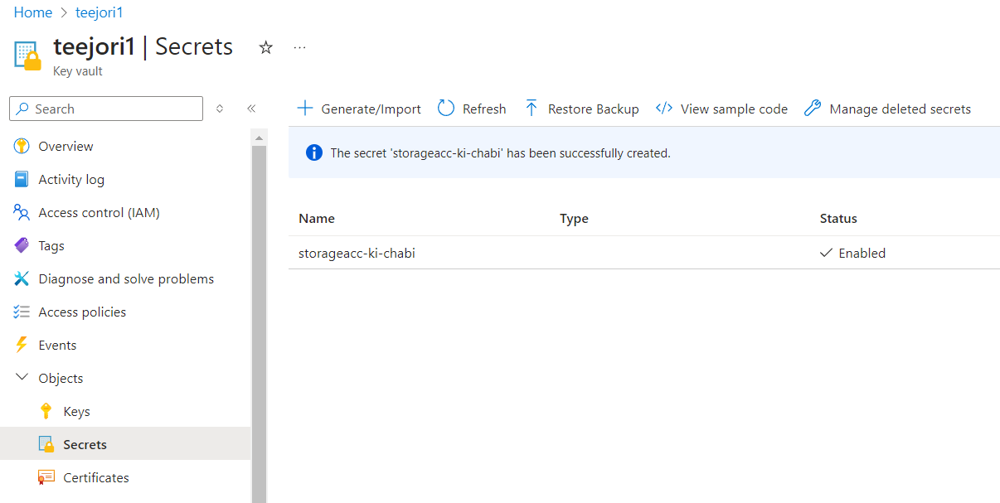 Home > teejori1
teejori1 | Secrets
Key vault
Search
Overview
Activity log
Access control (IAM)
Tags
Diagnose and solve problems
Access policies
Events
Objects
Keys
Secrets
Certificates
Generate/Import Refresh Restore Backup View sample code Manage deleted secrets
The secret 'storageacc-ki-chabi' has been successfully created.
Name Type Status
storageacc-ki-chabi Enabled